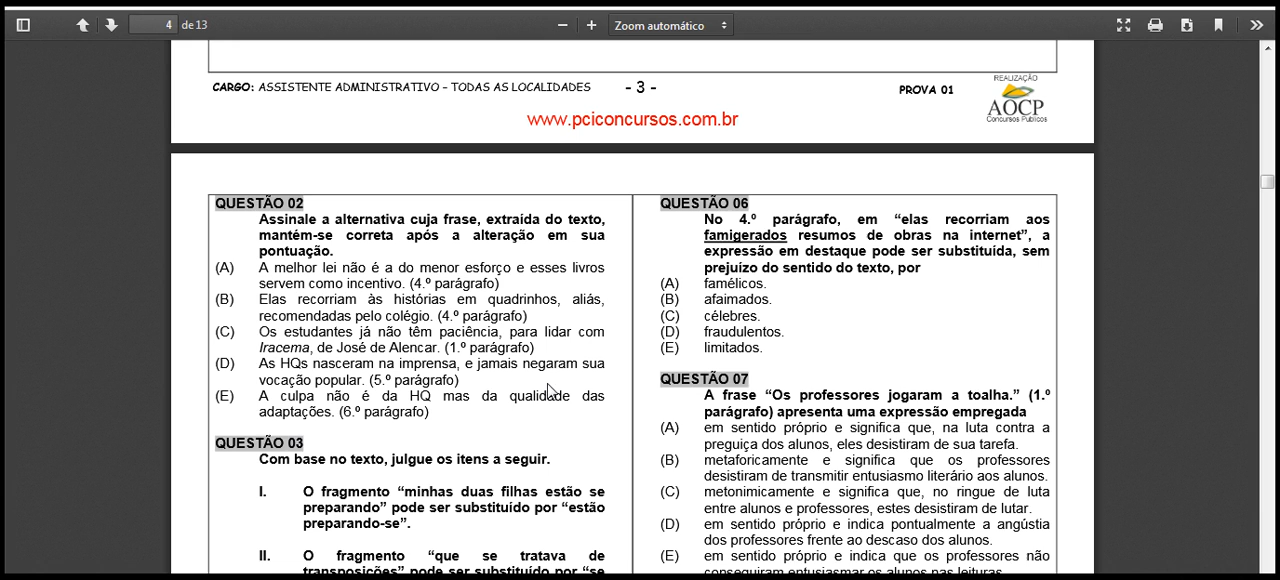 4 de 13
Zoom automático
CARGO: ASSISTENTE ADMINISTRATIVO – TODAS AS LOCALIDADES
- 3 -
PROVA 01
REALIZAÇÃO
AOCP
Concursos Públicos
www.pciconcursos.com.br
QUESTÃO 02
Assinale a alternativa cuja frase, extraída do texto,
mantém-se correta após a alteração em sua
pontuação.
(A) A melhor lei não é a do menor esforço e esses livros
servem como incentivo. (4.º parágrafo)
(B) Elas recorriam às histórias em quadrinhos, aliás,
recomendadas pelo colégio. (4.º parágrafo)
(C) Os estudantes já não têm paciência, para lidar com
Iracema, de José de Alencar. (1.º parágrafo)
(D) As HQs nasceram na imprensa, e jamais negaram sua
vocação popular. (5.º parágrafo)
(E) A culpa não é da HQ mas da qualidade das
adaptações. (6.º parágrafo)
QUESTÃO 03
Com base no texto, julgue os itens a seguir.
I. O fragmento “minhas duas filhas estão se
preparando” pode ser substituído por “estão
preparando-se”.
II. O fragmento “que se tratava de
transposições” pode ser substituído por “se
QUESTÃO 06
No 4.º parágrafo, em “elas recorriam aos
famigerados resumos de obras na internet”, a
expressão em destaque pode ser substituída, sem
prejuízo do sentido do texto, por
(A) famélicos.
(B) afaimados.
(C) célebres.
(D) fraudulentos.
(E) limitados.
QUESTÃO 07
A frase “Os professores jogaram a toalha.” (1.º
parágrafo) apresenta uma expressão empregada
(A) em sentido próprio e significa que, na luta contra a
preguiça dos alunos, eles desistiram de sua tarefa.
(B) metaforicamente e significa que os professores
desistiram de transmitir entusiasmo literário aos alunos.
(C) metonimicamente e significa que, no ringue de luta
entre alunos e professores, estes desistiram de lutar.
(D) em sentido próprio e indica pontualmente a angústia
dos professores frente ao descaso dos alunos.
(E) em sentido próprio e indica que os professores não
conseguiram entusiasmar os alunos nas leituras.